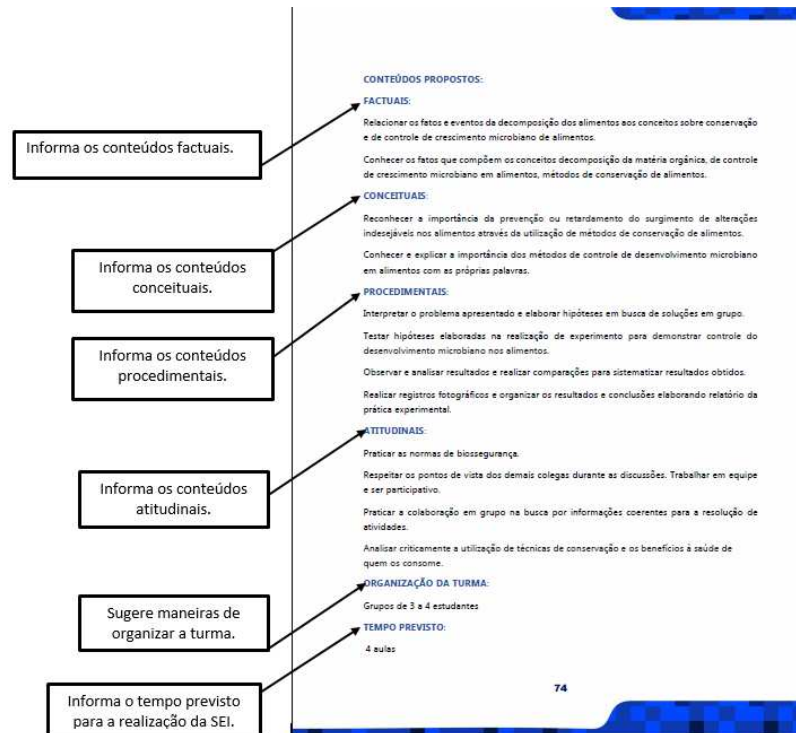 CONTEÚDOS PROPOSTOS:
FACTUAIS:
Relacionar os fatos e eventos da decomposição dos alimentos aos conceitos sobre conservação
e de controle de crescimento microbiano de alimentos.
Informa os conteúdos factuais.
Conhecer os fatos que compõem os conceitos decomposição da matéria orgânica, de controle
de crescimento microbiano em alimentos, métodos de conservação de alimentos.
CONCEITUAIS:
Reconhecer a importância da prevenção ou retardamento do surgimento de alterações
indesejáveis nos alimentos através da utilização de métodos de conservação de alimentos.
Conhecer e explicar a importância dos métodos de controle de desenvolvimento microbiano
em alimentos com as próprias palavras.
Informa os conteúdos
conceituais.
PROCEDIMENTAIS:
Interpretar o problema apresentado e elaborar hipóteses em busca de soluções em grupo.
Testar hipóteses elaboradas na realização de experimento para demonstrar controle do
desenvolvimento microbiano nos alimentos.
Informa os conteúdos
procedimentais.
Observar e analisar resultados e realizar comparações para sistematizar resultados obtidos.
Realizar registros fotográficos e organizar os resultados e conclusões elaborando relatório da
prática experimental.
ATITUDINAIS:
Praticar as normas de biossegurança.
Respeitar os pontos de vista dos demais colegas durante as discussões. Trabalhar em equipe
e ser participativo.
Informa os conteúdos
atitudinais.
Praticar a colaboração em grupo na busca por informações coerentes para a resolução de
atividades.
Analisar criticamente a utilização de técnicas de conservação e os benefícios à saúde de
quem os consome.
ORGANIZAÇÃO DA TURMA:
Grupos de 3 a 4 estudantes
Sugere maneiras de
organizar a turma.
TEMPO PREVISTO:
4 aulas
74
Informa o tempo previsto
para a realização da SEI.